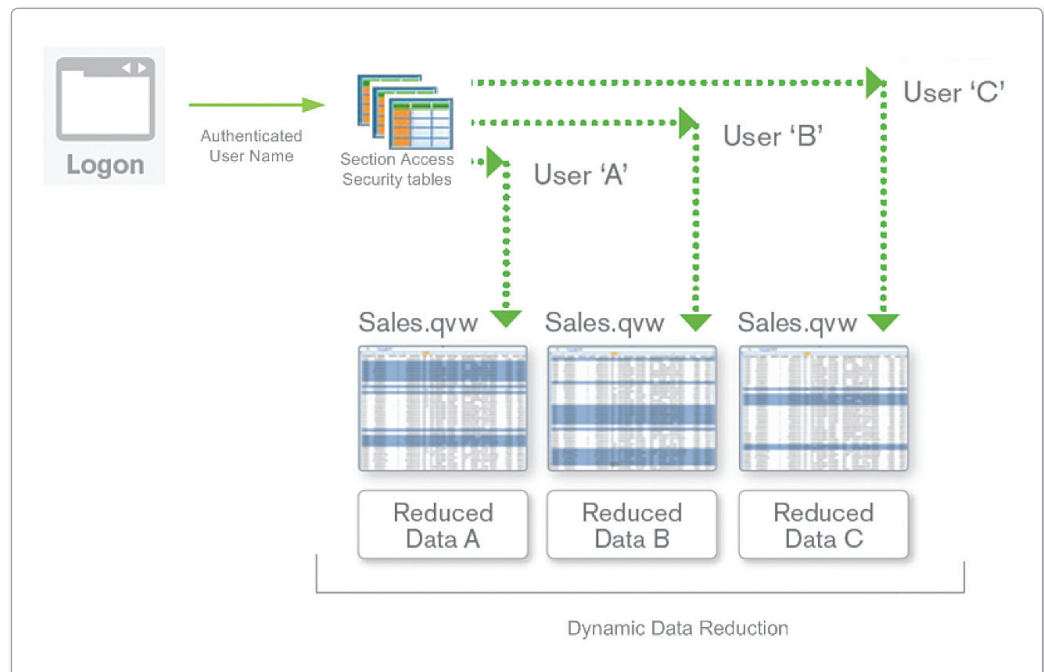 Logon
Authenticated
User Name
Section Access
Security tables
User 'A'
User 'B'
User 'C'
Sales.qvw
Sales.qvw
Sales.qvw
Reduced
Data A
Reduced
Data B
Reduced
Data C
Dynamic Data Reduction